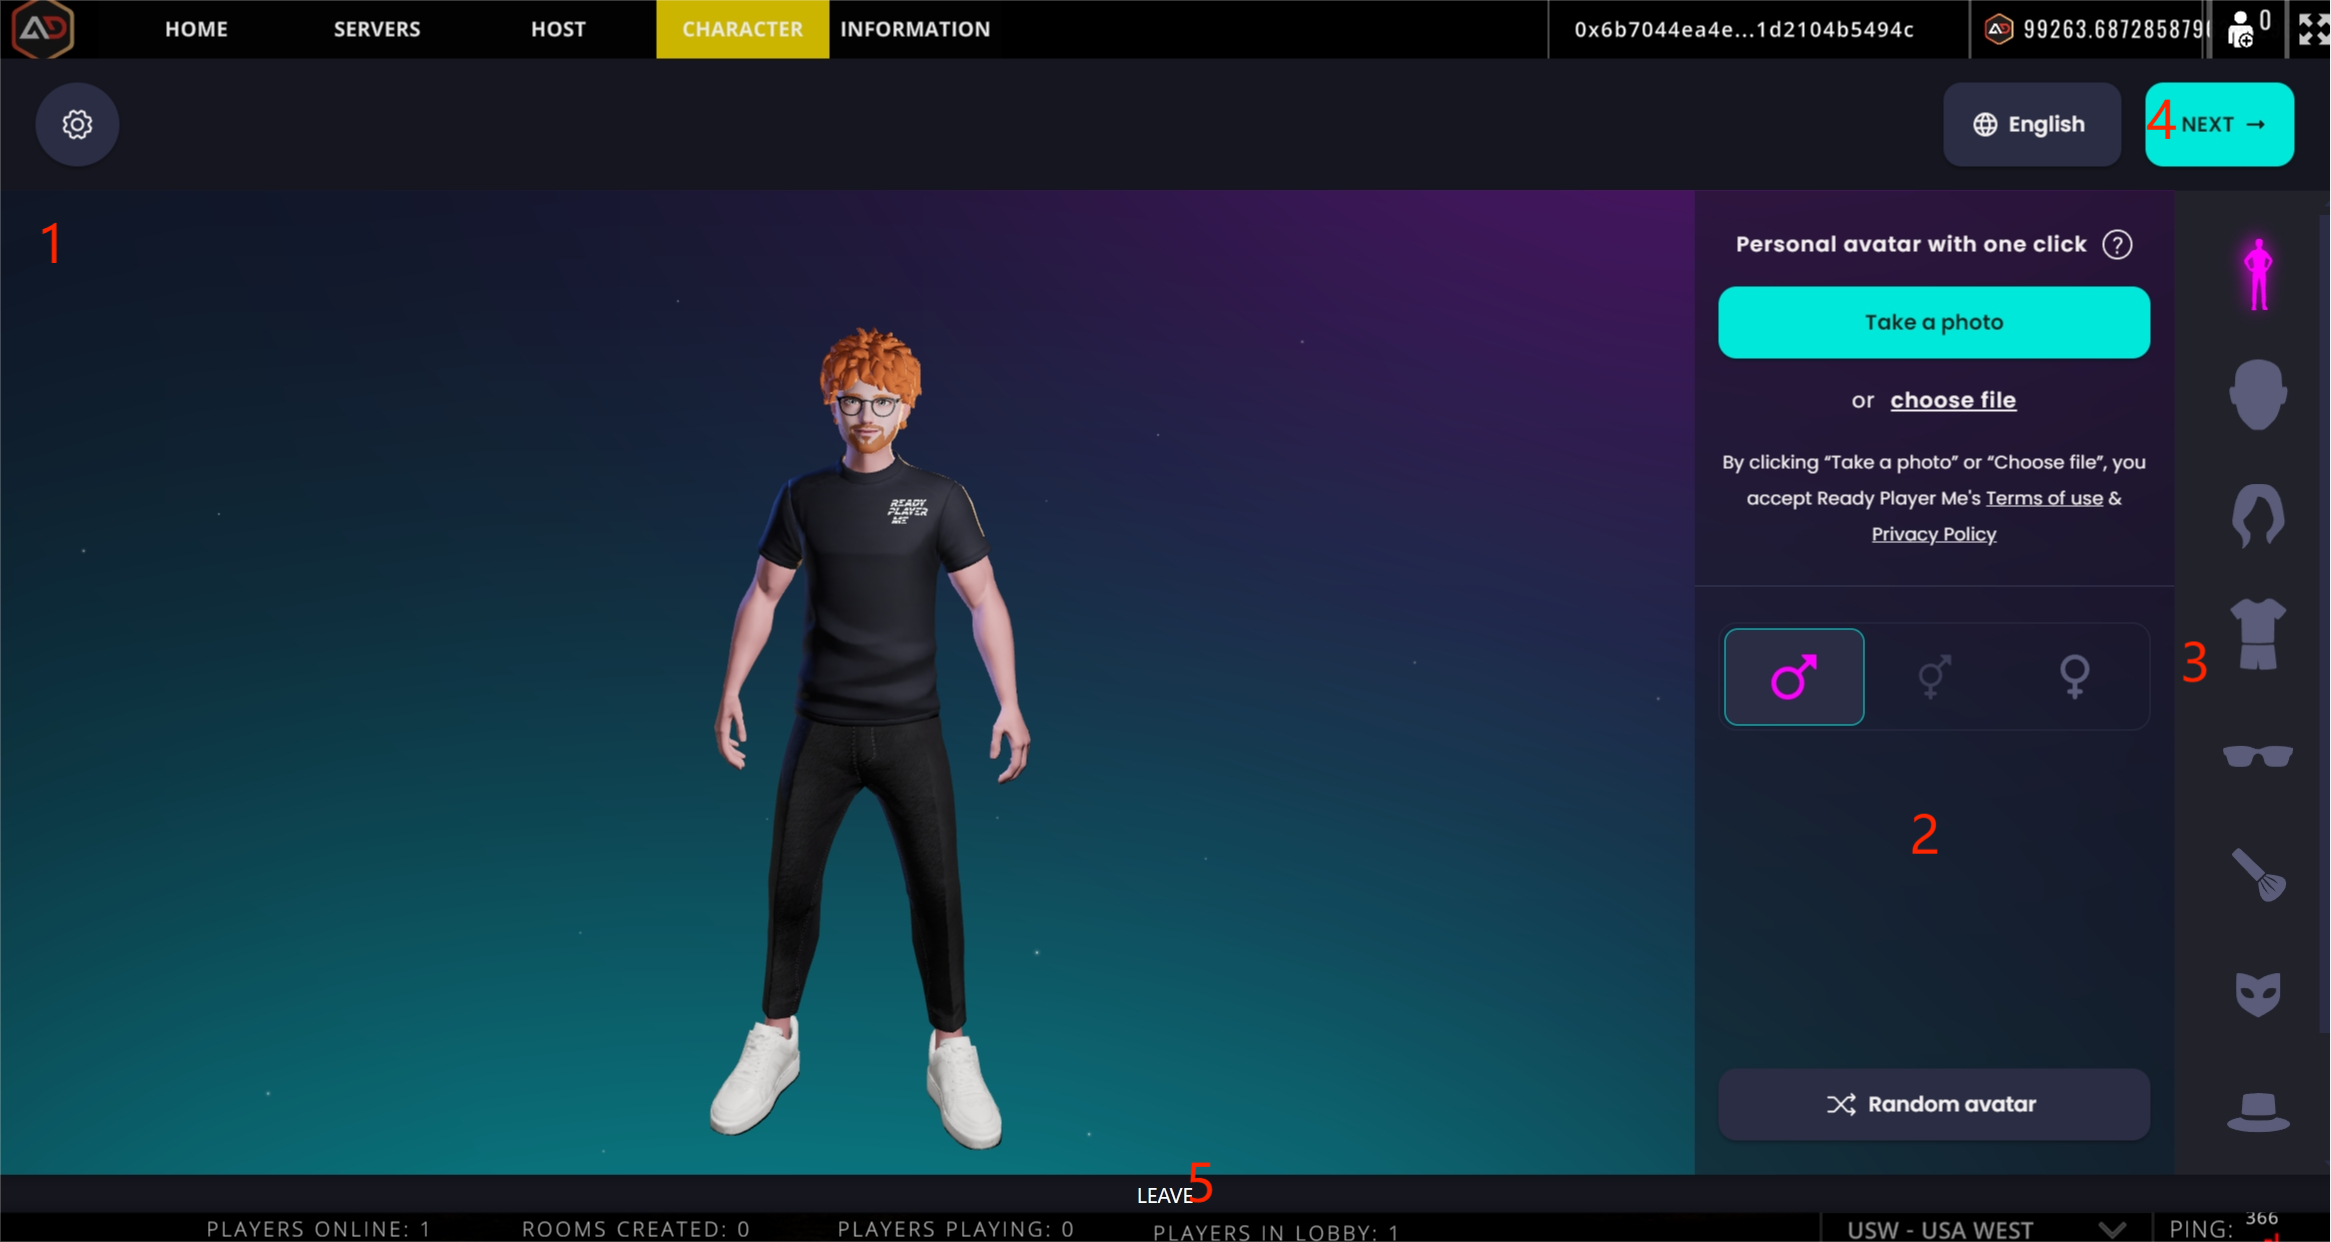 HOME SERVERS HOST CHARACTER INFORMATION 0x6b7044ea4e...1d2104b5494c 99263.687285879 0
English 4 NEXT →
1
Personal avatar with one click ?
Take a photo
or choose file
By clicking “Take a photo” or “Choose file”, you
accept Ready Player Me's Terms of use &
Privacy Policy
READY
PLAYER
ME
3
2
Random avatar
LEAVE 5
PLAYERS ONLINE: 1 ROOMS CREATED: 0 PLAYERS PLAYING: 0 PLAYERS IN LOBBY: 1 USW - USA WEST PING: 366